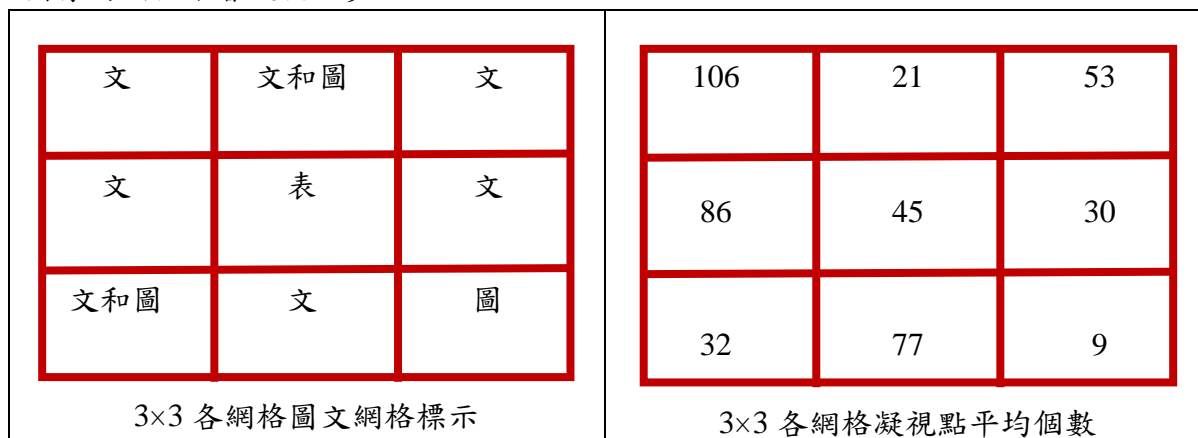 文 文和圖 文
文 表 文
文和圖 文 圖
3×3 各網格圖文網格標示
106 21 53
86 45 30
32 77 9
3×3 各網格凝視點平均個數